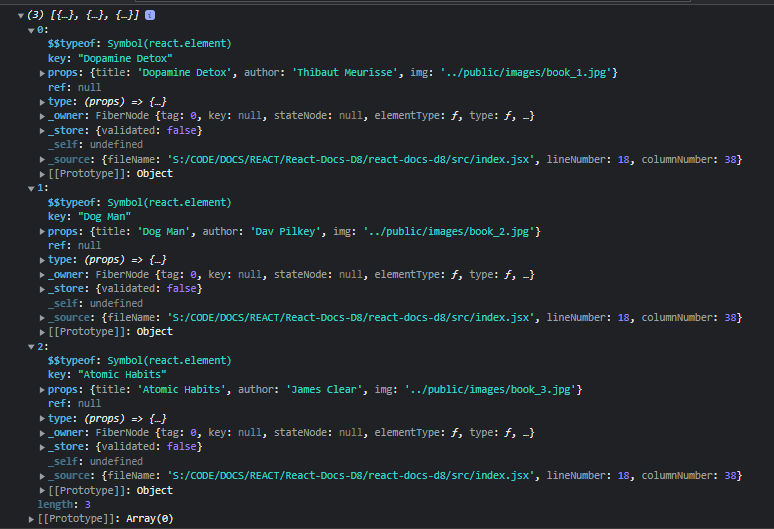 (3) [{…}, {…}, {…}] i
0:
$$typeof: Symbol(react.element)
key: "Dopamine Detox"
props: {title: 'Dopamine Detox', author: 'Thibaut Meurisse', img: '../public/images/book_1.jpg'}
ref: null
type: (props) => {…}
_owner: FiberNode {tag: 0, key: null, stateNode: null, elementType: ƒ, type: ƒ, …}
_store: {validated: false}
_self: undefined
_source: {fileName: 'S:/CODE/DOCS/REACT/React-Docs-D8/react-docs-d8/src/index.jsx', lineNumber: 18, columnNumber: 38}
[[Prototype]]: Object
1:
$$typeof: Symbol(react.element)
key: "Dog Man"
props: {title: 'Dog Man', author: 'Dav Pilkey', img: '../public/images/book_2.jpg'}
ref: null
type: (props) => {…}
_owner: FiberNode {tag: 0, key: null, stateNode: null, elementType: ƒ, type: ƒ, …}
_store: {validated: false}
_self: undefined
_source: {fileName: 'S:/CODE/DOCS/REACT/React-Docs-D8/react-docs-d8/src/index.jsx', lineNumber: 18, columnNumber: 38}
[[Prototype]]: Object
2:
$$typeof: Symbol(react.element)
key: "Atomic Habits"
props: {title: 'Atomic Habits', author: 'James Clear', img: '../public/images/book_3.jpg'}
ref: null
type: (props) => {…}
_owner: FiberNode {tag: 0, key: null, stateNode: null, elementType: ƒ, type: ƒ, …}
_store: {validated: false}
_self: undefined
_source: {fileName: 'S:/CODE/DOCS/REACT/React-Docs-D8/react-docs-d8/src/index.jsx', lineNumber: 18, columnNumber: 38}
[[Prototype]]: Object
length: 3
[[Prototype]]: Array(0)